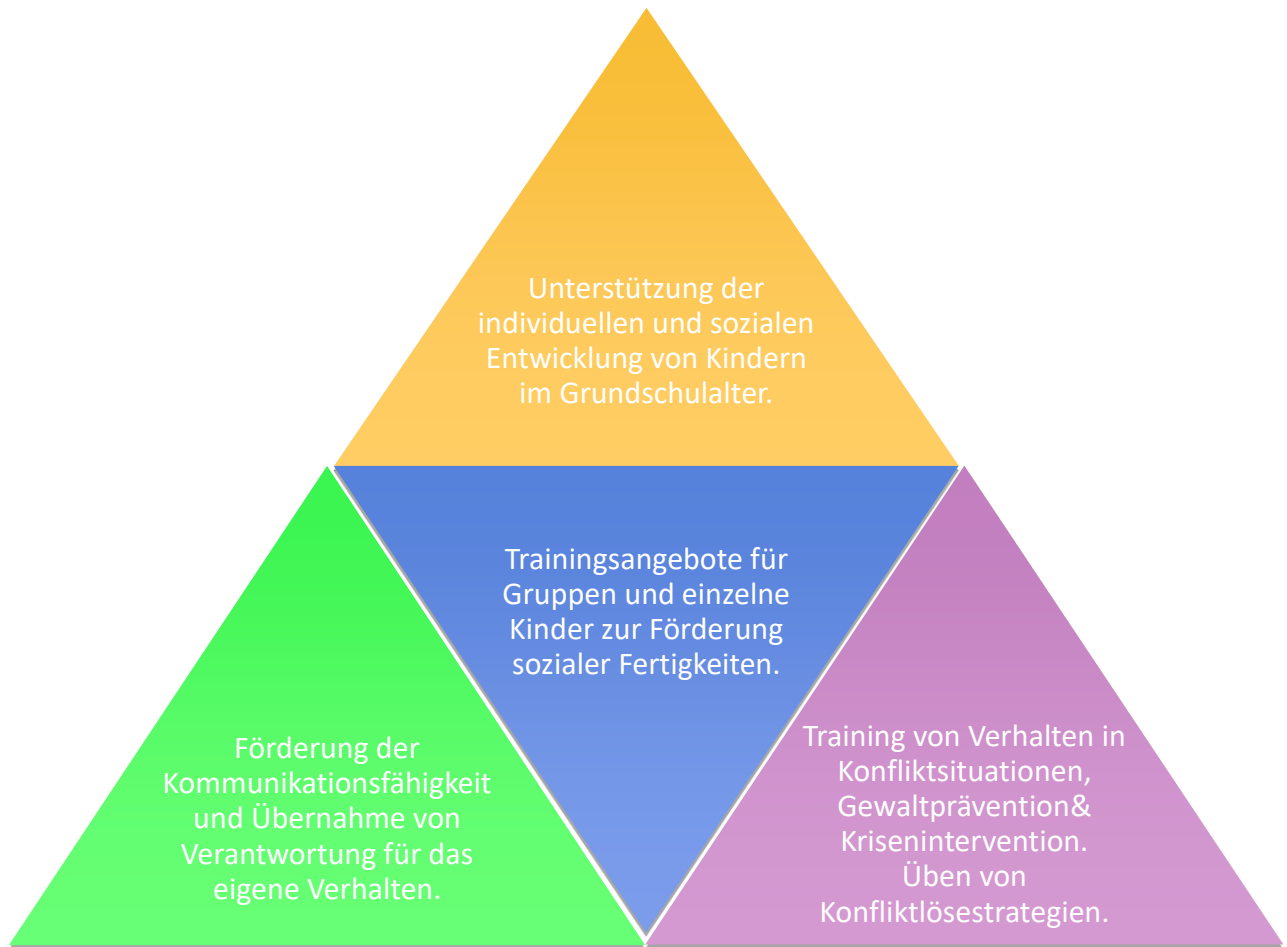 Unterstützung der
individuellen und sozialen
Entwicklung von Kindern
im Grundschulalter.
Trainingsangebote für
Gruppen und einzelne
Kinder zur Förderung
sozialer Fertigkeiten.
Förderung der
Kommunikationsfähigkeit
und Übernahme von
Verantwortung für das
eigene Verhalten.
Training von Verhalten in
Konfliktsituationen,
Gewaltprävention&
Krisenintervention.
Üben von
Konfliktlösestrategien.